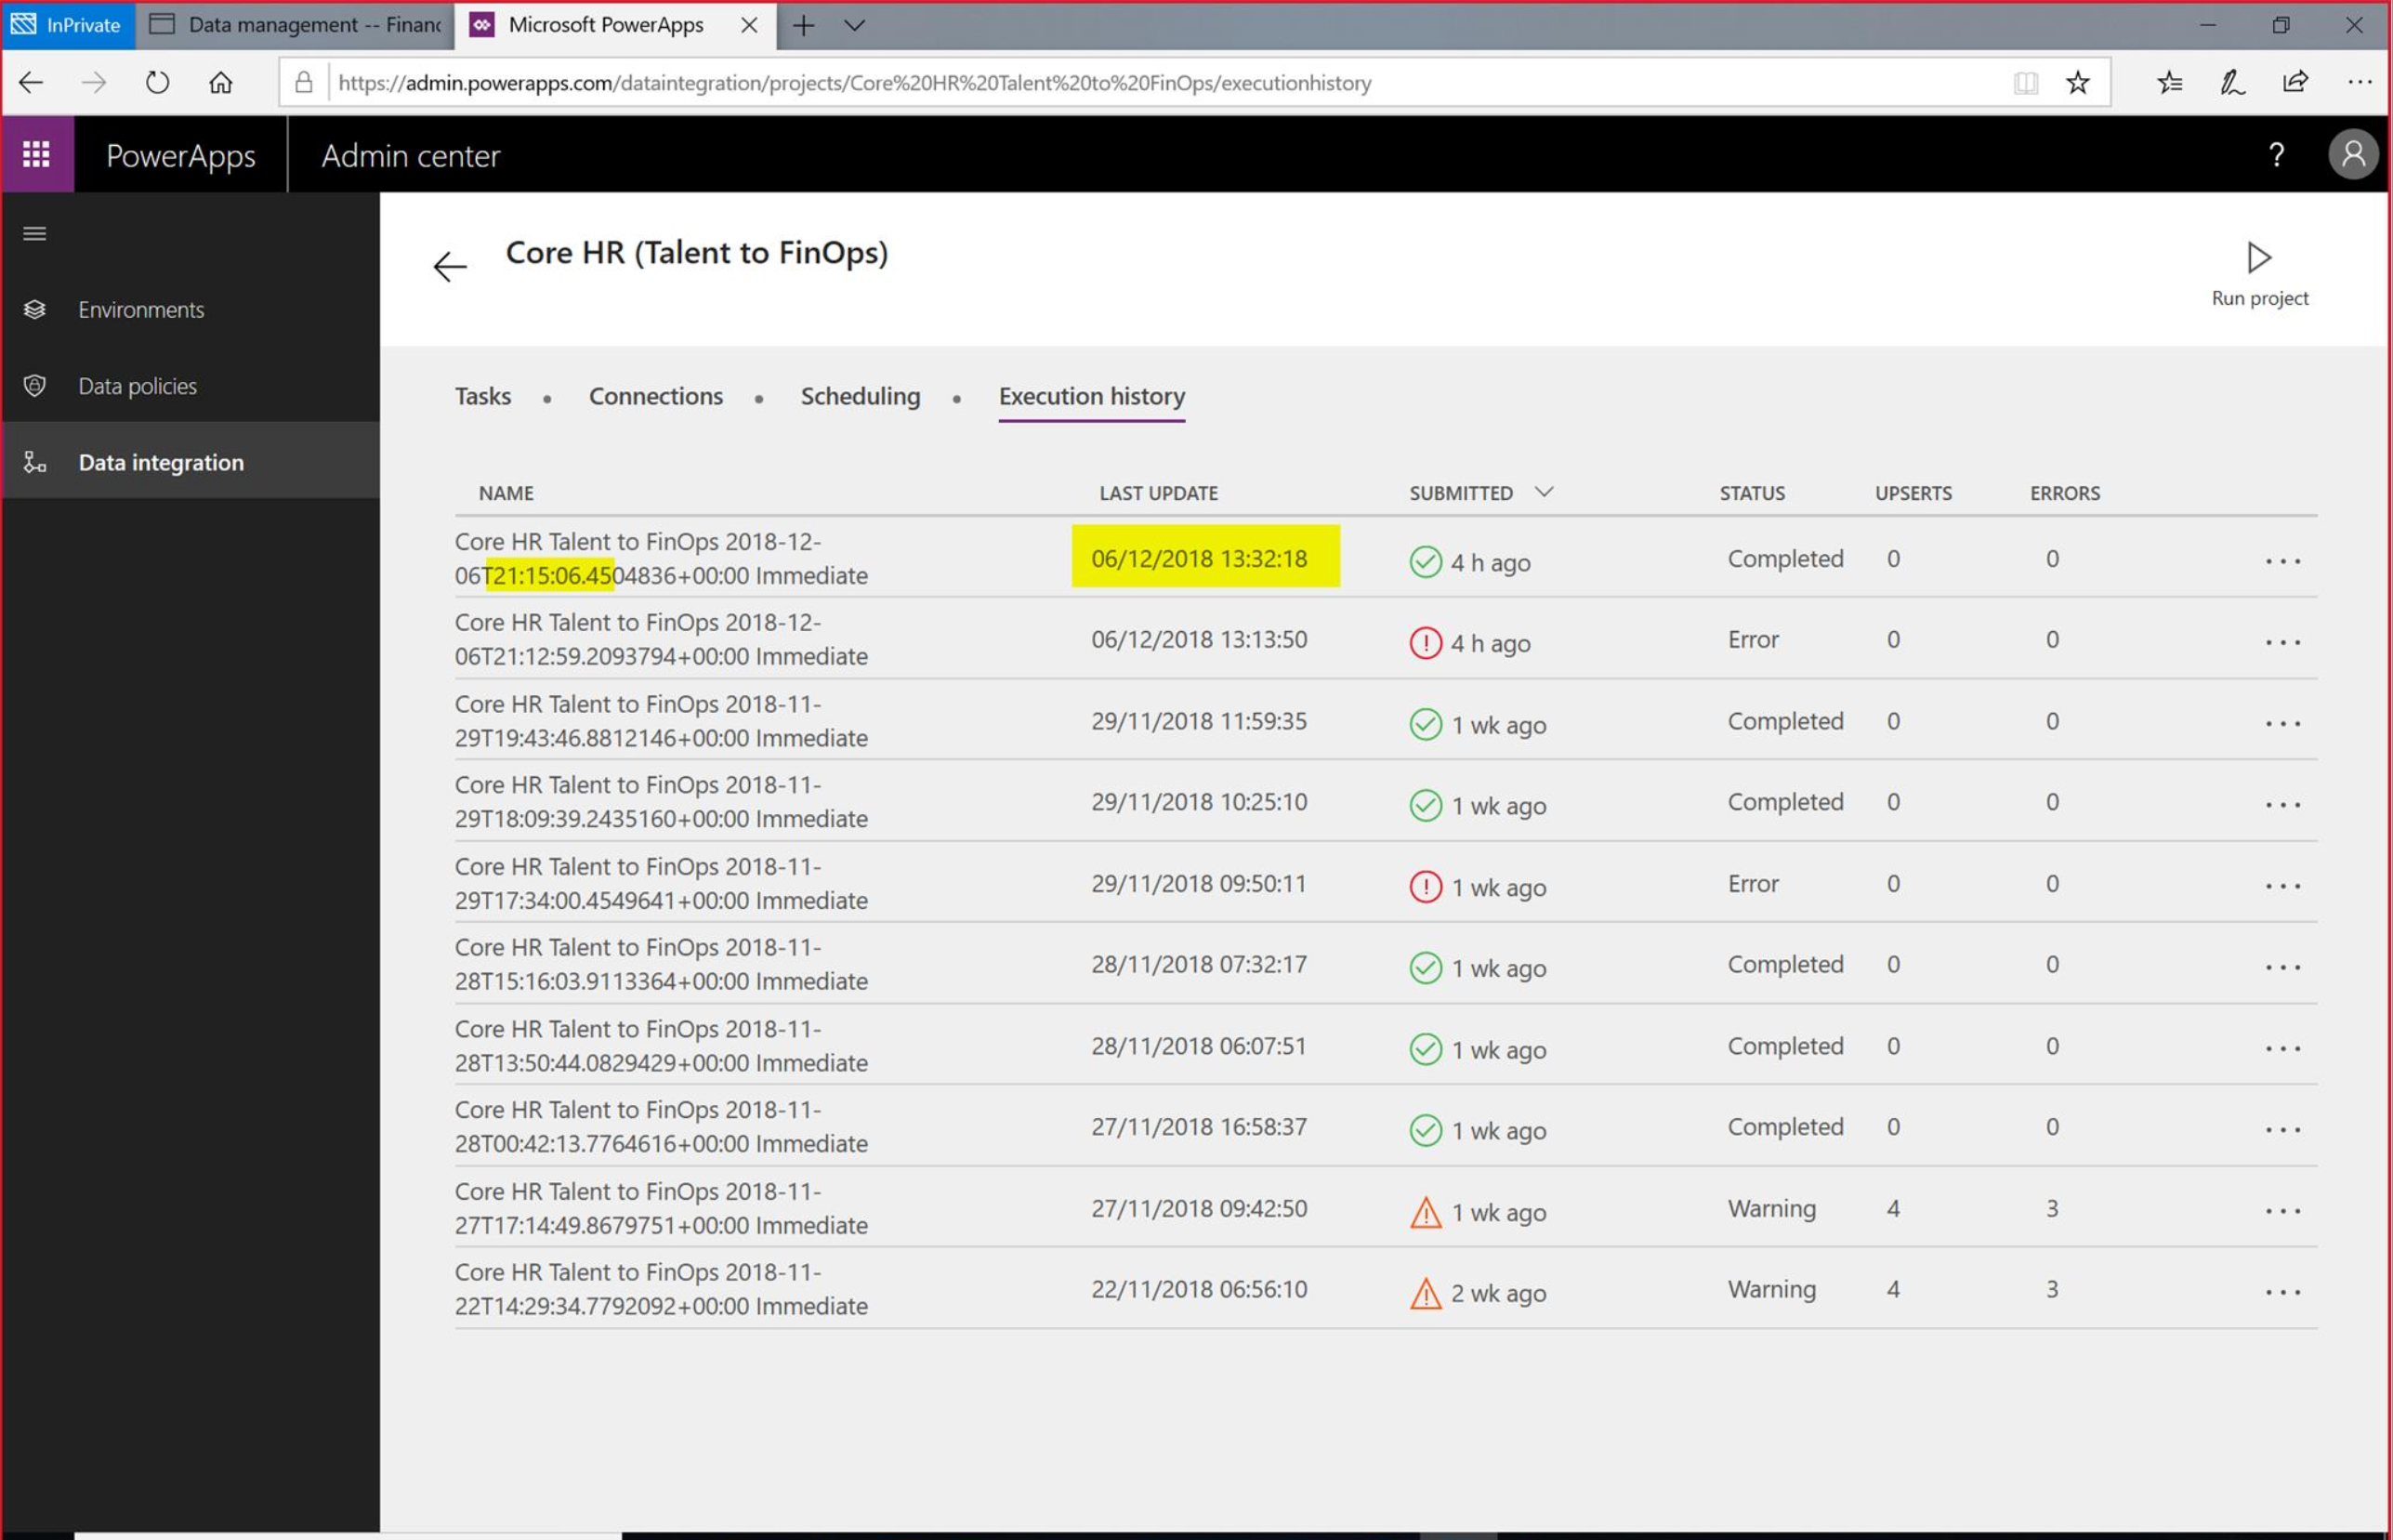 InPrivate
Data management -- Financ
Microsoft PowerApps
https://admin.powerapps.com/dataintegration/projects/Core%20HR%20Talent%20to%20FinOps/executionhistory
PowerApps
Admin center
?
Core HR (Talent to FinOps)
Run project
Environments
Data policies
Data integration
Tasks • Connections • Scheduling • Execution history
NAME LAST UPDATE SUBMITTED STATUS UPSERTS ERRORS
Core HR Talent to FinOps 2018-12-
06T21:15:06.4504836+00:00 Immediate
06/12/2018 13:32:18 4 h ago Completed 0 0
Core HR Talent to FinOps 2018-12-
06T21:12:59.2093794+00:00 Immediate
06/12/2018 13:13:50 4 h ago Error 0 0
Core HR Talent to FinOps 2018-11-
29T19:43:46.8812146+00:00 Immediate
29/11/2018 11:59:35 1 wk ago Completed 0 0
Core HR Talent to FinOps 2018-11-
29T18:09:39.2435160+00:00 Immediate
29/11/2018 10:25:10 1 wk ago Completed 0 0
Core HR Talent to FinOps 2018-11-
29T17:34:00.4549641+00:00 Immediate
29/11/2018 09:50:11 1 wk ago Error 0 0
Core HR Talent to FinOps 2018-11-
28T15:16:03.9113364+00:00 Immediate
28/11/2018 07:32:17 1 wk ago Completed 0 0
Core HR Talent to FinOps 2018-11-
28T13:50:44.0829429+00:00 Immediate
28/11/2018 06:07:51 1 wk ago Completed 0 0
Core HR Talent to FinOps 2018-11-
28T00:42:13.7764616+00:00 Immediate
27/11/2018 16:58:37 1 wk ago Completed 0 0
Core HR Talent to FinOps 2018-11-
27T17:14:49.8679751+00:00 Immediate
27/11/2018 09:42:50 1 wk ago Warning 4 3
Core HR Talent to FinOps 2018-11-
22T14:29:34.7792092+00:00 Immediate
22/11/2018 06:56:10 2 wk ago Warning 4 3